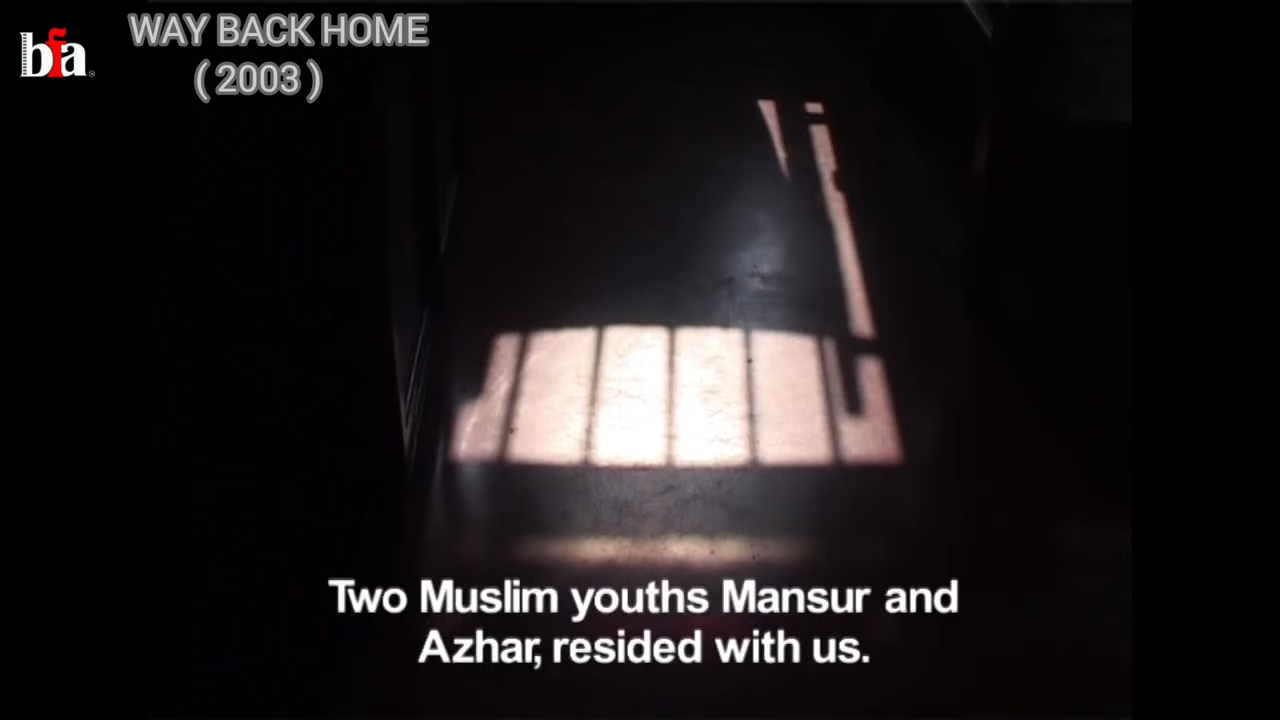 bfa
WAY BACK HOME
( 2003 )
Two Muslim youths Mansur and
Azhar, resided with us.